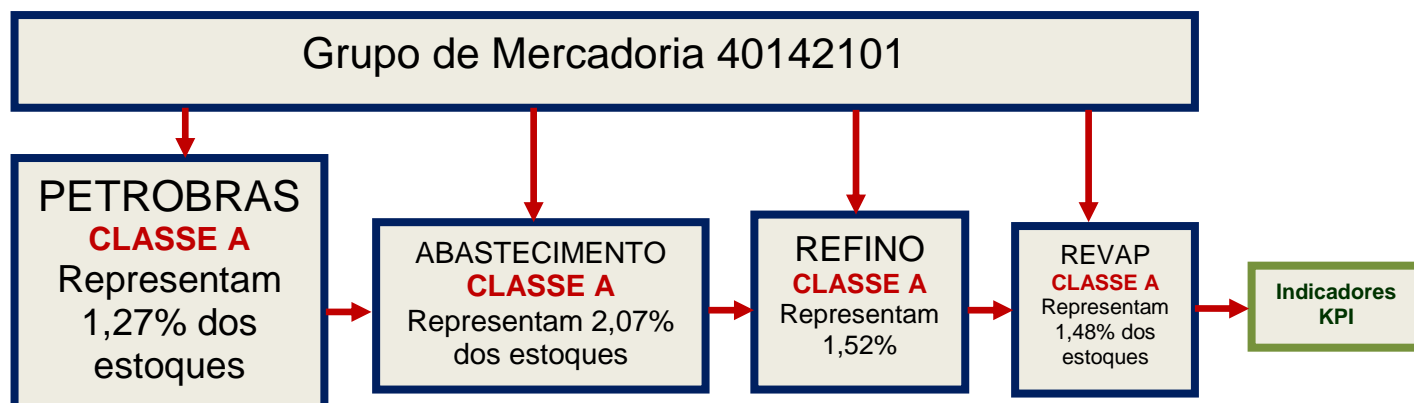 Grupo de Mercadoria 40142101
PETROBRAS
CLASSE A
Representam
1,27% dos
estoques
ABASTECIMENTO
CLASSE A
Representam 2,07%
dos estoques
REFINO
CLASSE A
Representam
1,52%
REVAP
CLASSE A
Representam
1,48% dos
estoques
Indicadores
KPI